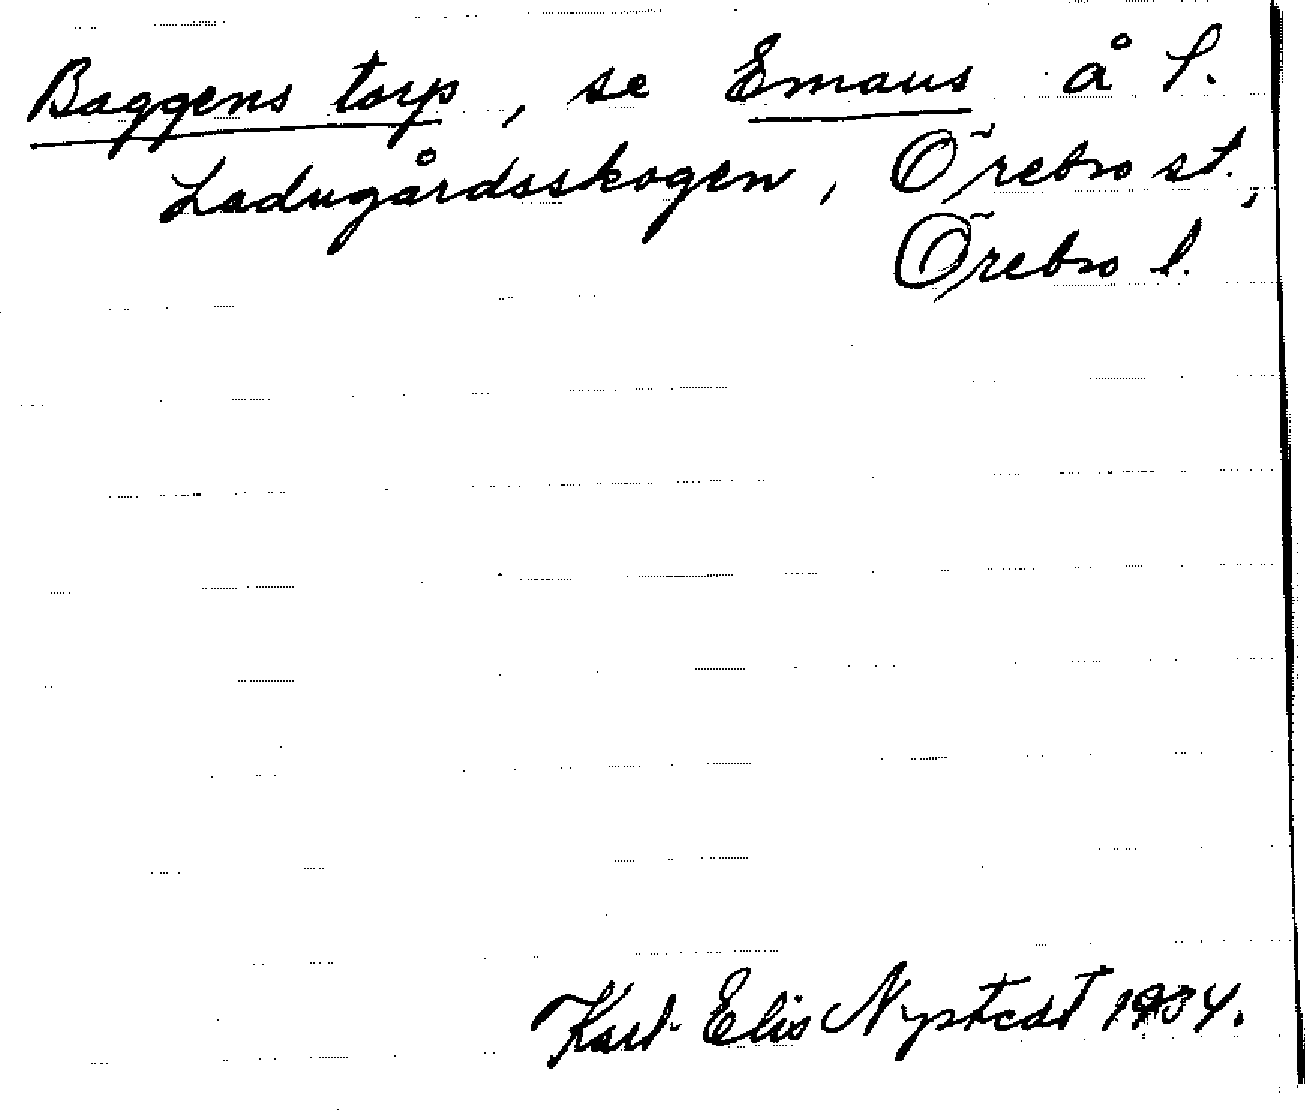 Baggens torp, se Emaus å l.
Ladugårdsskogen, Örebro st.,
Örebro l.
Karl-Elis Nystedt 1934.